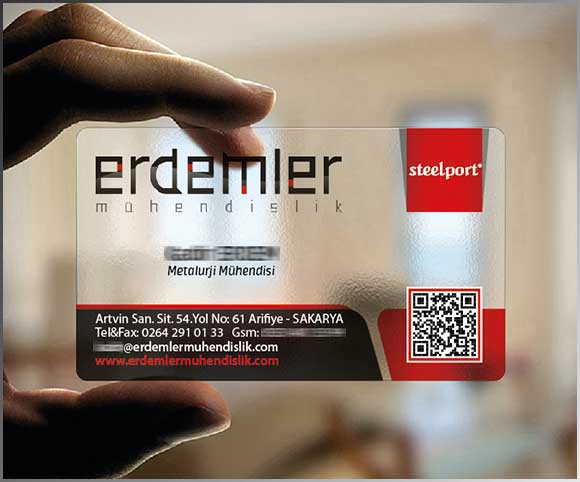 erdemler
mühendislik
steelport®
Metalurji Mühendisi
Artvin San. Sit. 54.Yol No: 61 Arifiye - SAKARYA
Tel&Fax: 0264 291 01 33 Gsm:
@erdemlermuhendislik.com
www.erdemlermuhendislik.com